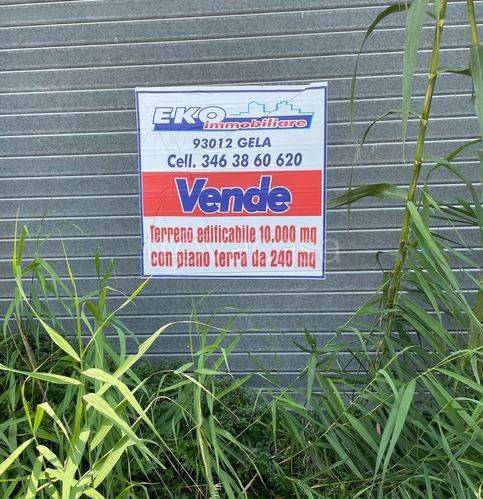 EKO
immobiliare
93012 GELA
Cell. 346 38 60 620
Vende
Terreno edificabile 10.000 mq
con piano terra da 240 mq